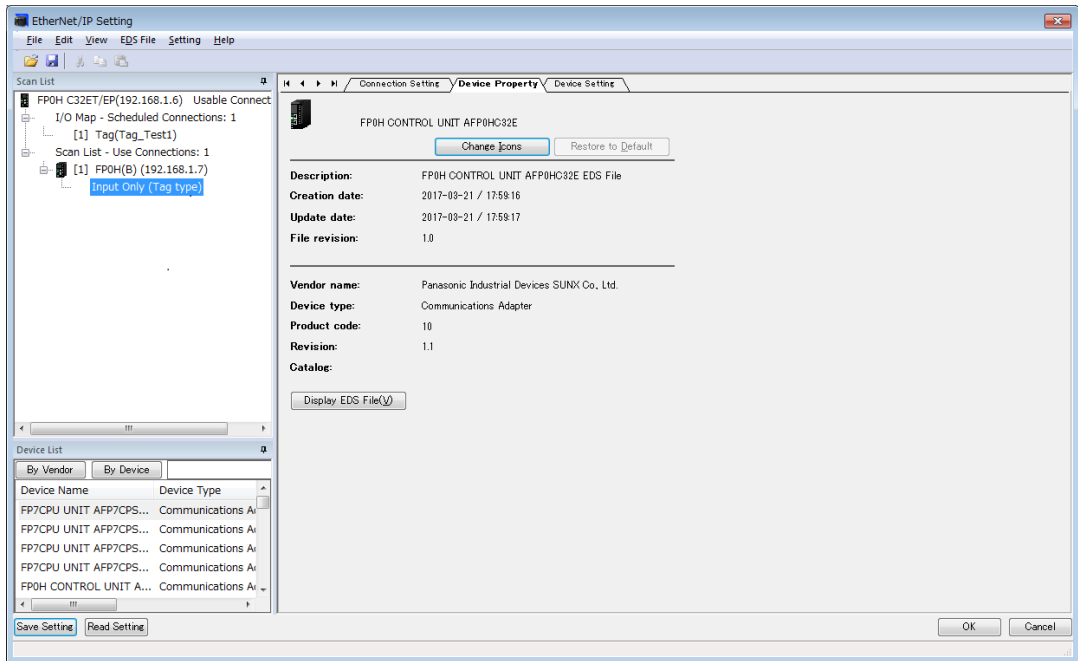 EtherNet/IP Setting
File Edit View EDS File Setting Help
Scan List
FP0H C32ET/EP(192.168.1.6) Usable Connect
I/O Map - Scheduled Connections: 1
[1] Tag(Tag_Test1)
Scan List - Use Connections: 1
[1] FP0H(B) (192.168.1.7)
Input Only (Tag type)
Device List
By Vendor By Device
Device Name Device Type
FP7CPU UNIT AFP7CPS... Communications A
FP7CPU UNIT AFP7CPS... Communications A
FP7CPU UNIT AFP7CPS... Communications A
FP7CPU UNIT AFP7CPS... Communications A
FP0H CONTROL UNIT A... Communications A
Connection Setting Device Property Device Setting
FP0H CONTROL UNIT AFP0HC32E
Change Icons Restore to Default
Description: FP0H CONTROL UNIT AFP0HC32E EDS File
Creation date: 2017-03-21 / 17:59:16
Update date: 2017-03-21 / 17:59:17
File revision: 1.0
Vendor name: Panasonic Industrial Devices SUNX Co., Ltd.
Device type: Communications Adapter
Product code: 10
Revision: 1.1
Catalog:
Display EDS File(V)
Save Setting Read Setting OK Cancel